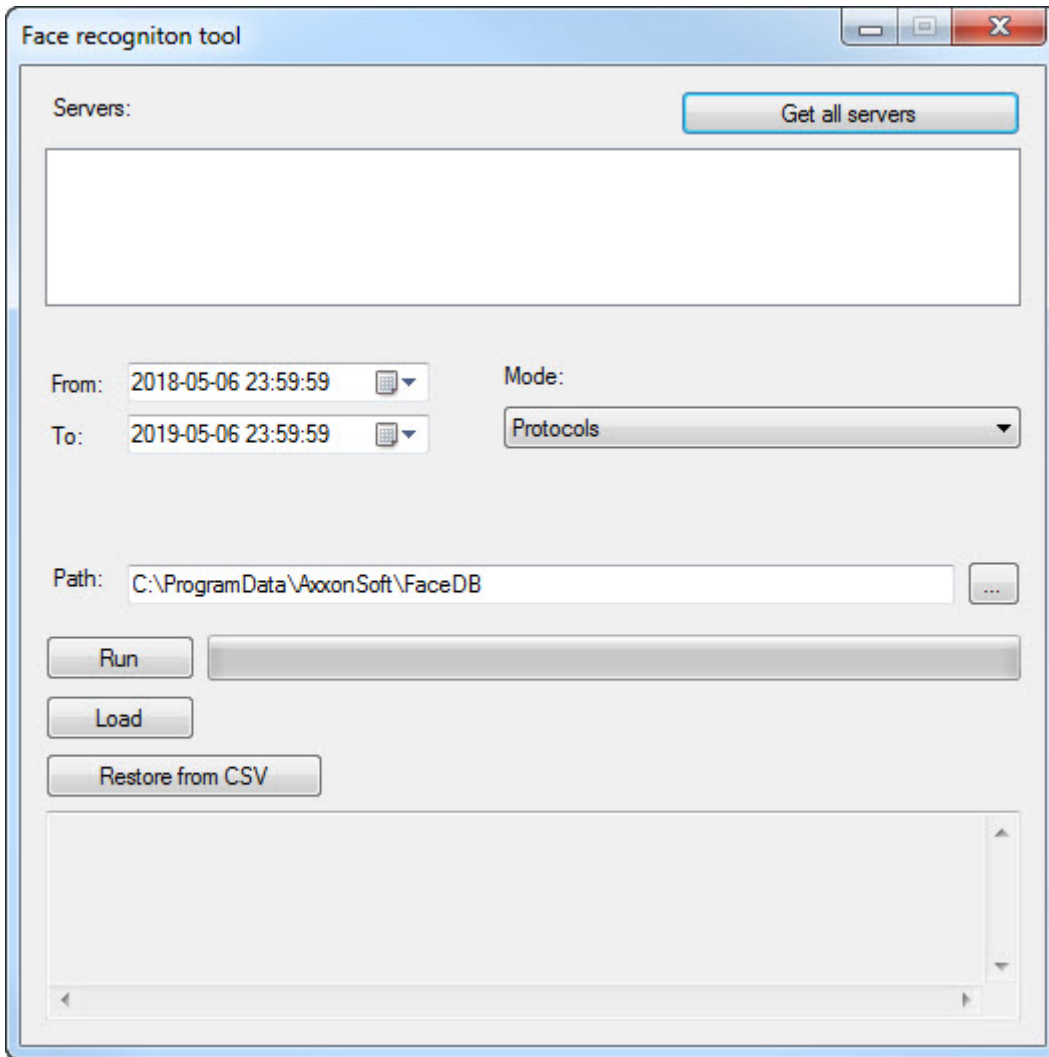 Face recogniton tool
Servers:
Get all servers
From:
2018-05-06 23:59:59
Mode:
To:
2019-05-06 23:59:59
Protocols
Path:
C:\ProgramData\AxxonSoft\FaceDB
...
Run
Load
Restore from CSV